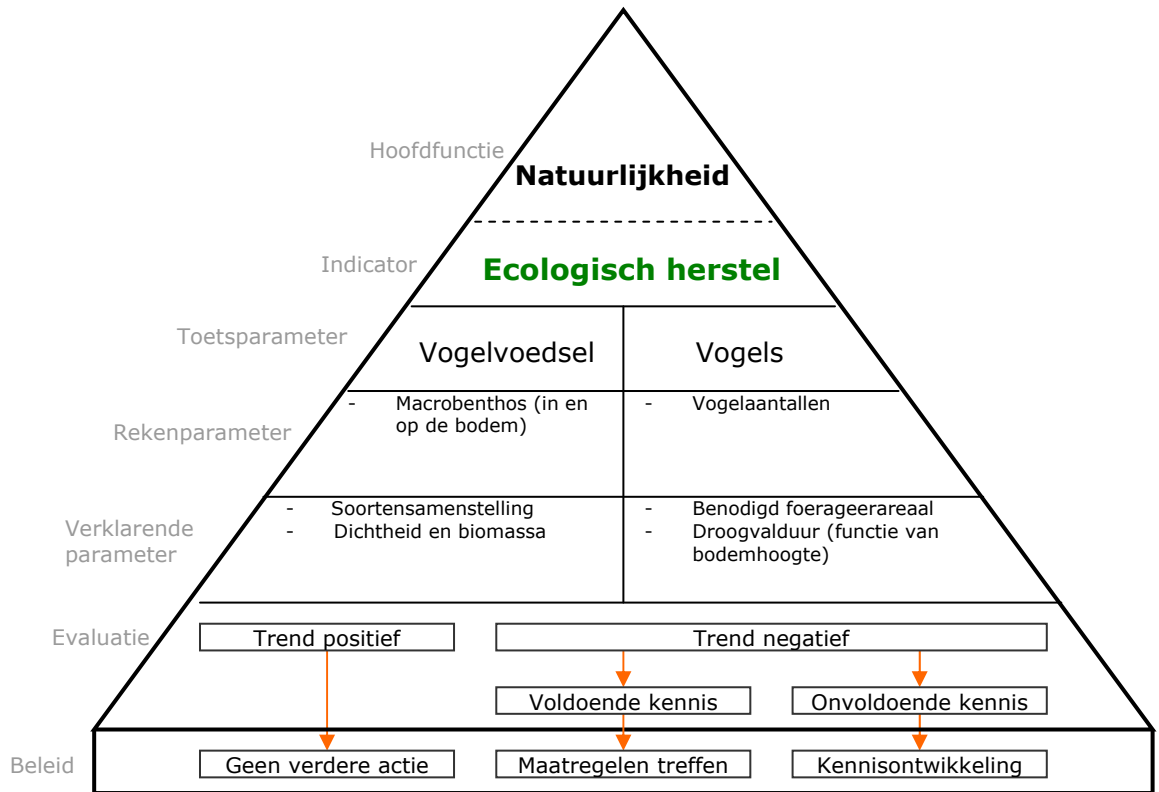 Hoofdfunctie
Natuurlijkheid
Indicator
Ecologisch herstel
Toetsparameter
Vogelvoedsel
Vogels
Rekenparameter
- Macrobenthos (in en
op de bodem)
- Vogelaantallen
Verklarende
parameter
- Soortensamenstelling
- Dichtheid en biomassa
- Benodigd foerageerareaal
- Droogvalduur (functie van
bodemhoogte)
Evaluatie
Trend positief
Trend negatief
Voldoende kennis
Onvoldoende kennis
Beleid
Geen verdere actie
Maatregelen treffen
Kennisontwikkeling